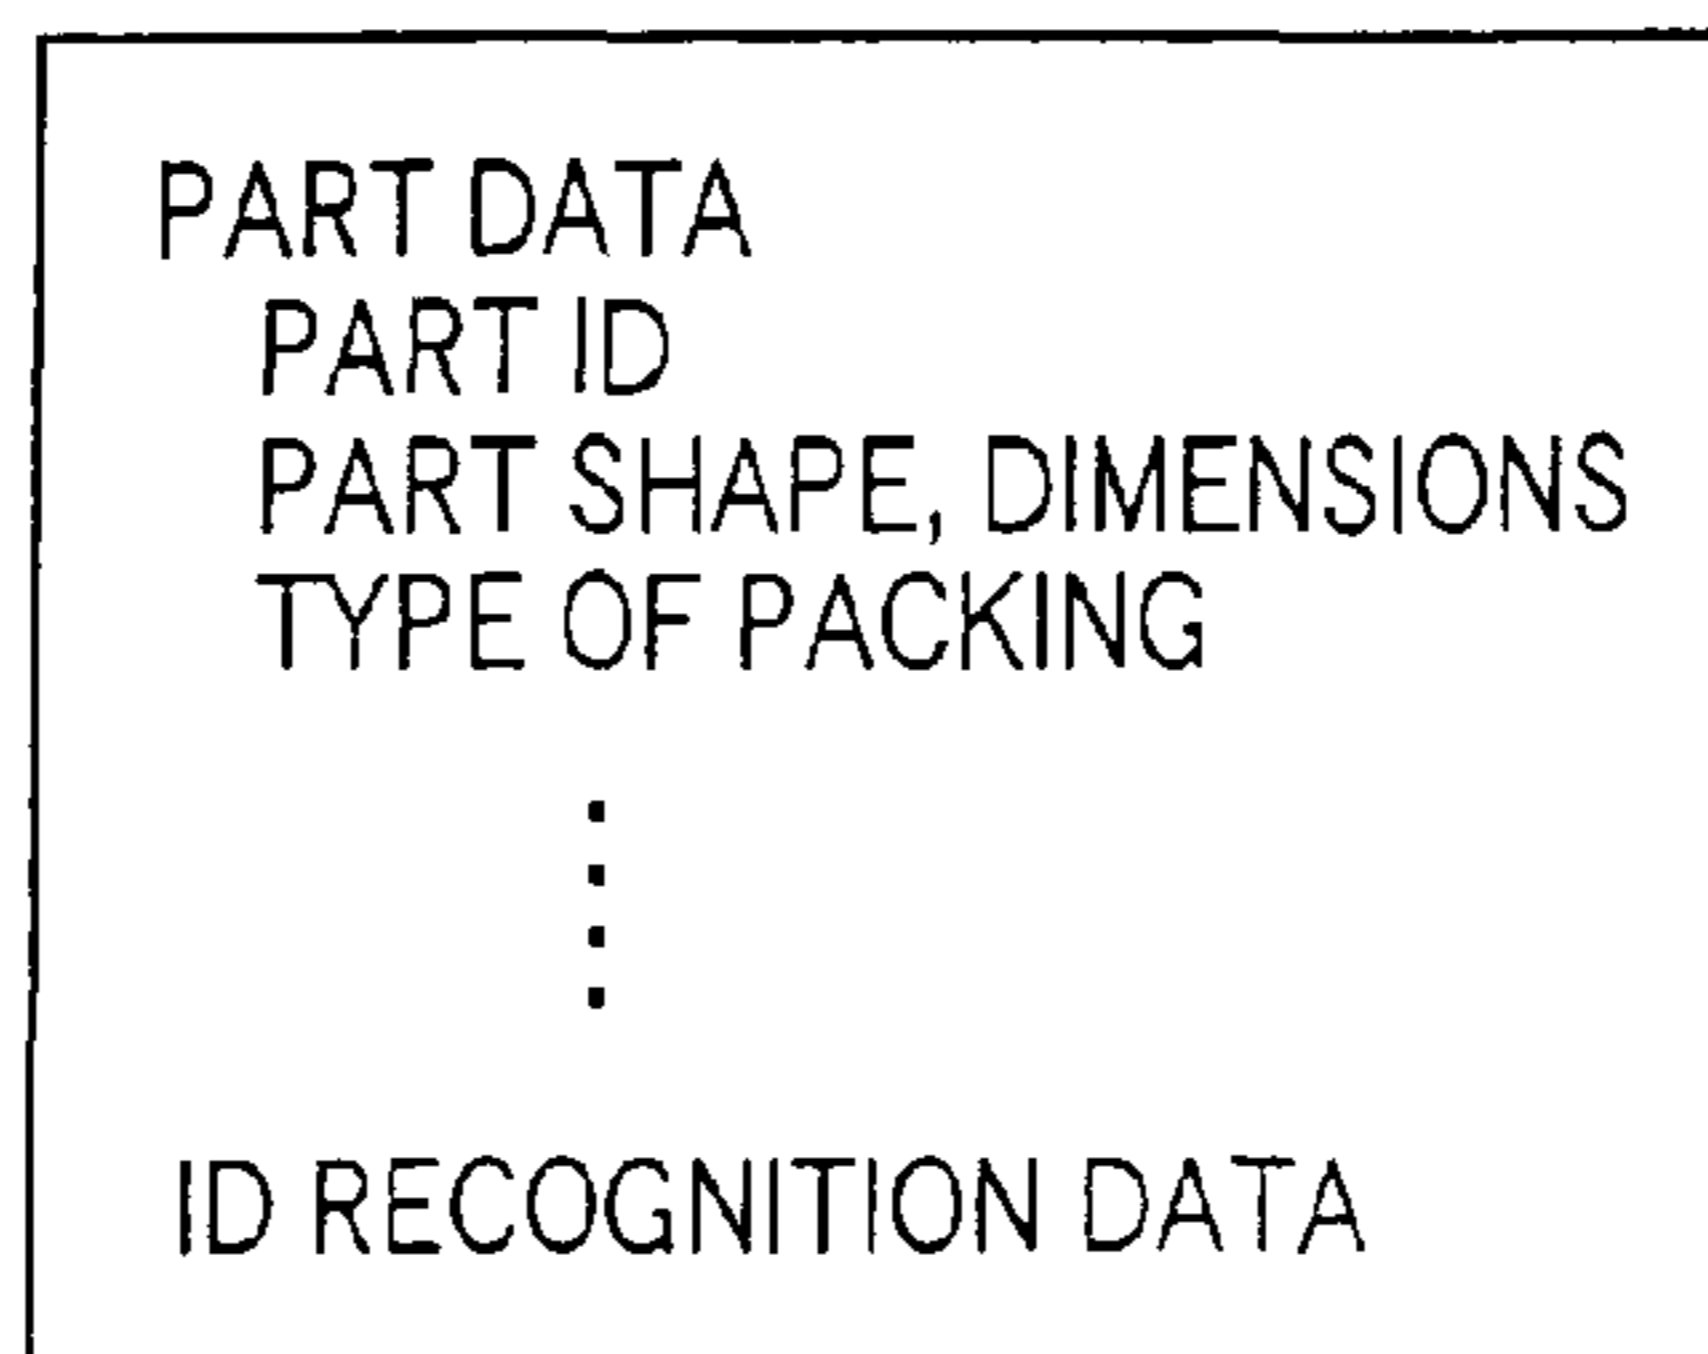 PART DATA
PART ID
PART SHAPE, DIMENSIONS
TYPE OF PACKING
ID RECOGNITION DATA